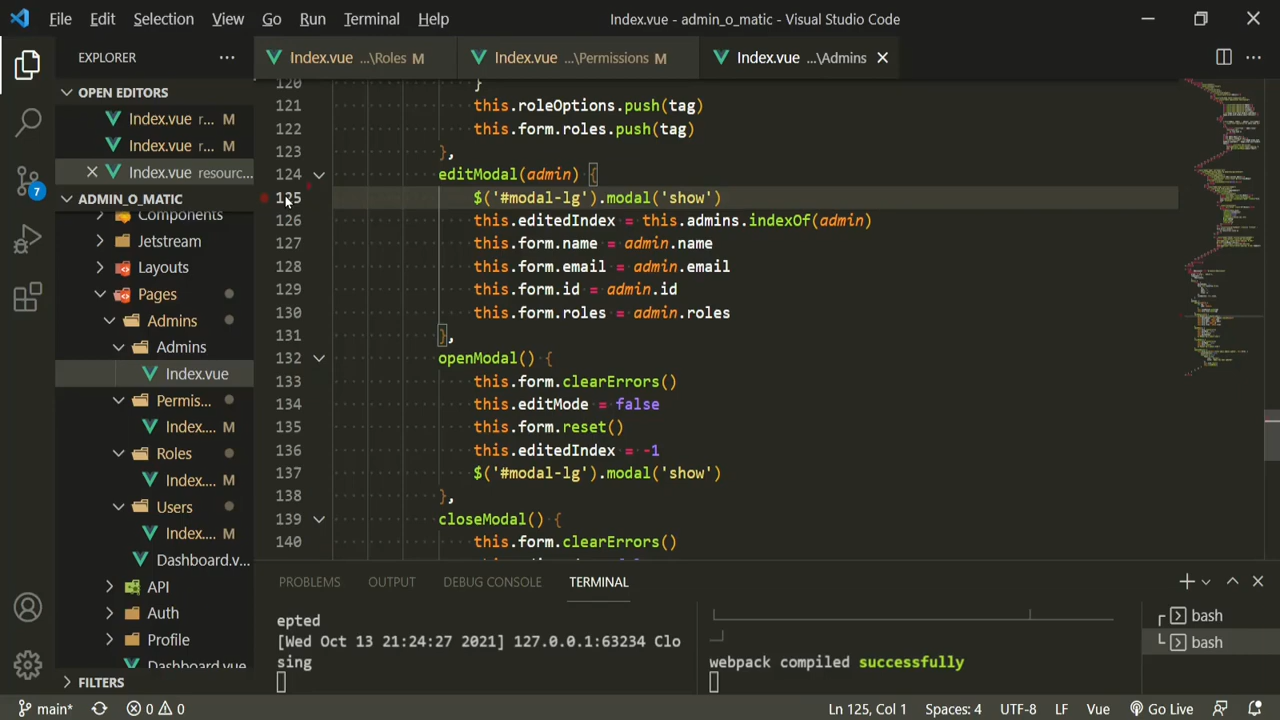 File Edit Selection View Go Run Terminal Help Index.vue - admin_o_matic - Visual Studio Code
EXPLORER
Index.vue ...\Roles M
Index.vue ...\Permissions M
Index.vue ...\Admins
OPEN EDITORS
Index.vue r... M
Index.vue r... M
Index.vue resourc...
ADMIN_O_MATIC
Components
Jetstream
Layouts
Pages
Admins
Admins
Index.vue
Permis...
Index.... M
Roles
Index.... M
Users
Index.... M
Dashboard.v...
API
Auth
Profile
Dashboard.vue
FILTERS
7
120 }
121 this.roleOptions.push(tag)
122 this.form.roles.push(tag)
123 },
124 editModal(admin) {
125 $('#modal-lg').modal('show')
126 this.editedIndex = this.admins.indexOf(admin)
127 this.form.name = admin.name
128 this.form.email = admin.email
129 this.form.id = admin.id
130 this.form.roles = admin.roles
131 },
132 openModal() {
133 this.form.clearErrors()
134 this.editMode = false
135 this.form.reset()
136 this.editedIndex = -1
137 $('#modal-lg').modal('show')
138 },
139 closeModal() {
140 this.form.clearErrors()
PROBLEMS OUTPUT DEBUG CONSOLE TERMINAL
epted
[Wed Oct 13 21:24:27 2021] 127.0.0.1:63234 Clo
sing
webpack compiled successfully
bash
bash
main* 0 0 Ln 125, Col 1 Spaces: 4 UTF-8 LF Vue Go Live